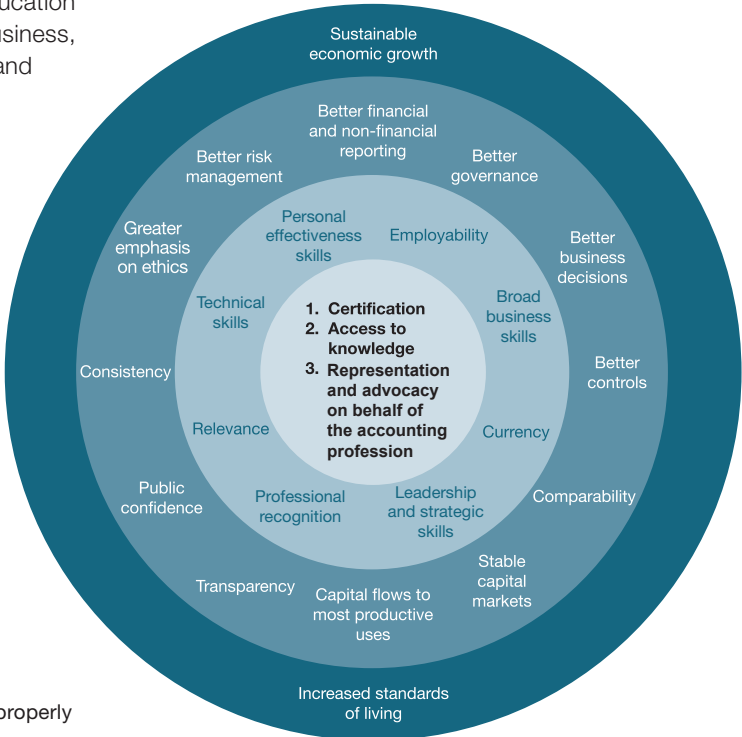 ucation
usiness,
and
Sustainable
economic growth
Better financial
and non-financial
reporting
Better risk
management
Better
governance
Greater
emphasis
on ethics
Better
business
decisions
Consistency
Better
controls
Public
confidence
Comparability
Transparency
Capital flows to
most productive
uses
Stable
capital
markets
Personal
effectiveness
skills
Employability
Technical
skills
Broad
business
skills
Relevance
Currency
Professional
recognition
Leadership
and strategic
skills
1. Certification
2. Access to
knowledge
3. Representation
and advocacy
on behalf of
the accounting
profession
Increased standards
of living
properly